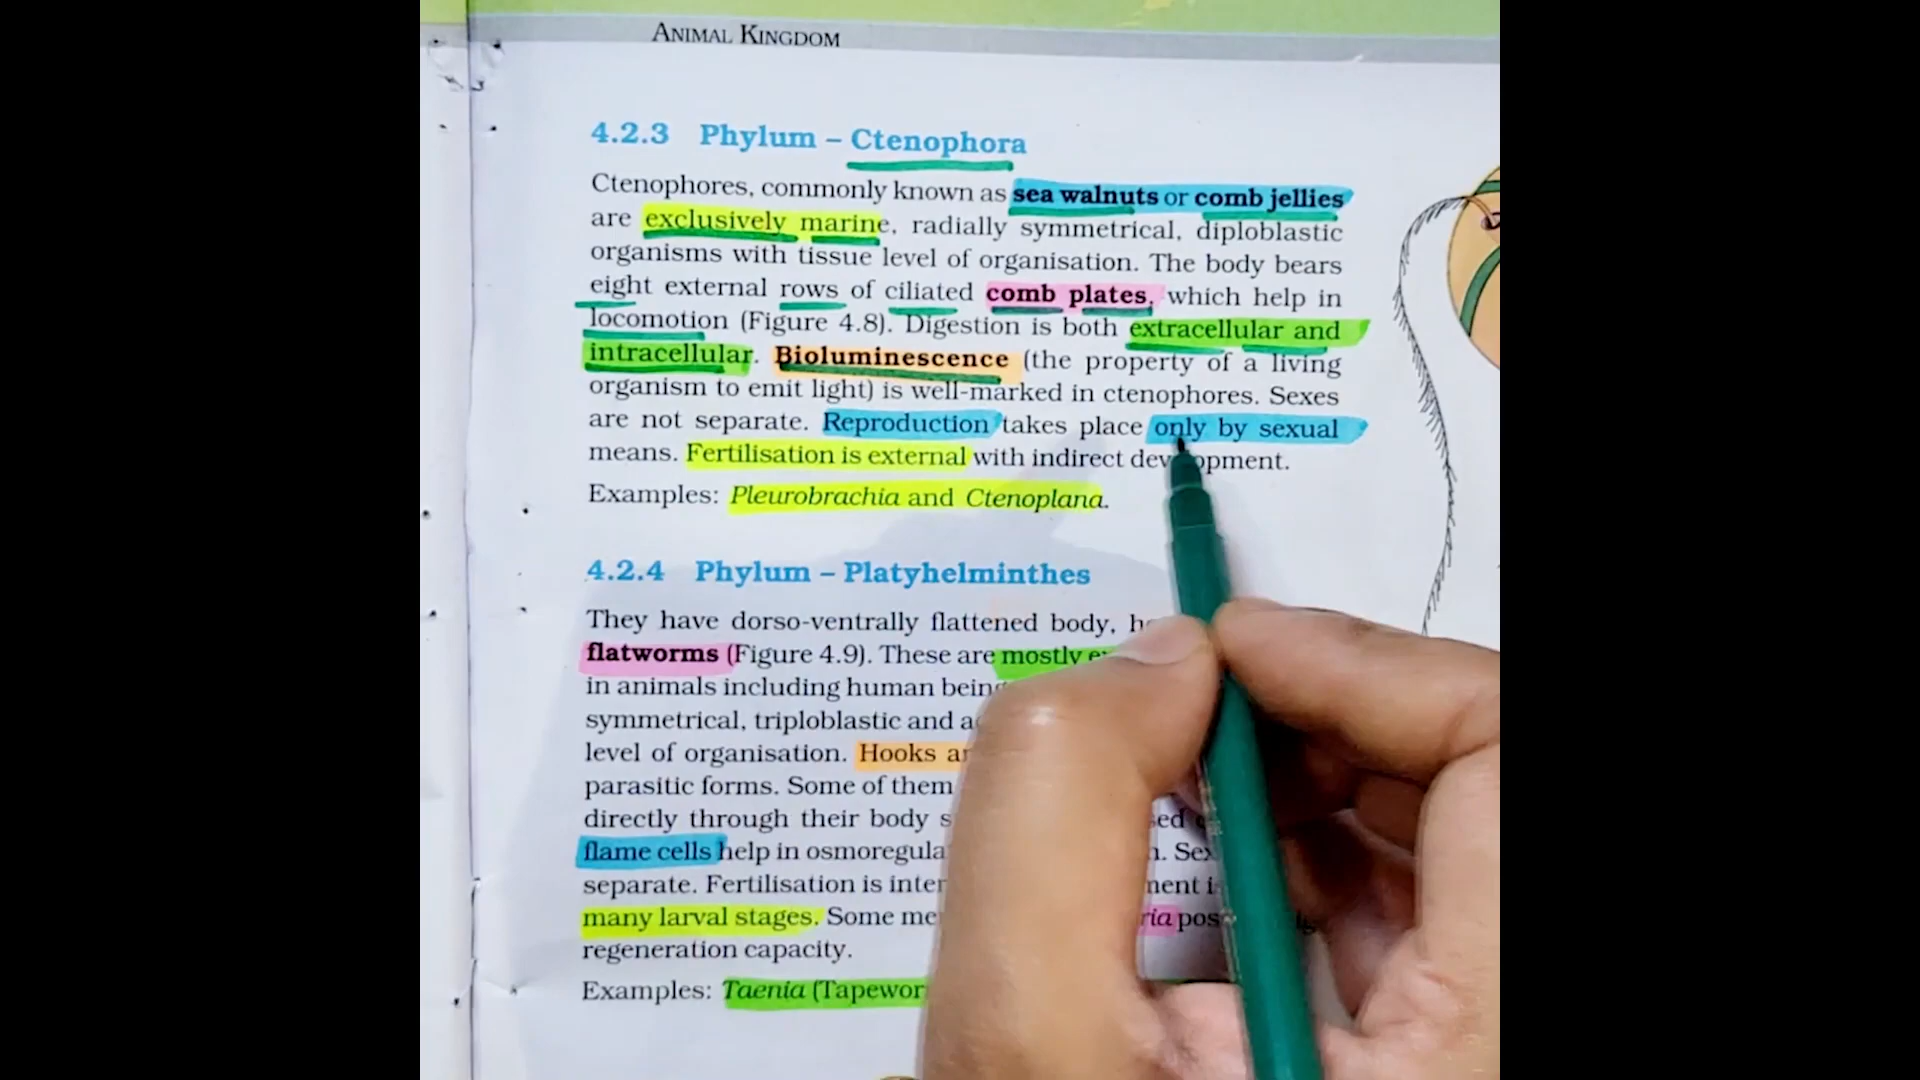 ANIMAL KINGDOM
4.2.3 Phylum – Ctenophora
Ctenophores, commonly known as sea walnuts or comb jellies
are exclusively marine, radially symmetrical, diploblastic
organisms with tissue level of organisation. The body bears
eight external rows of ciliated comb plates, which help in
locomotion (Figure 4.8). Digestion is both extracellular and
intracellular. Bioluminescence (the property of a living
organism to emit light) is well-marked in ctenophores. Sexes
are not separate. Reproduction takes place only by sexual
means. Fertilisation is external with indirect development.
Examples: Pleurobrachia and Ctenoplana.
4.2.4 Phylum – Platyhelminthes
They have dorso-ventrally flattened body,
flatworms (Figure 4.9). These are mostly
in animals including human
symmetrical, triploblastic and
level of organisation. Hooks
parasitic forms. Some of them
directly through their body
flame cells help in
separate. Fertilisation is
many larval stages. Some
regeneration capacity.
Examples: Taenia